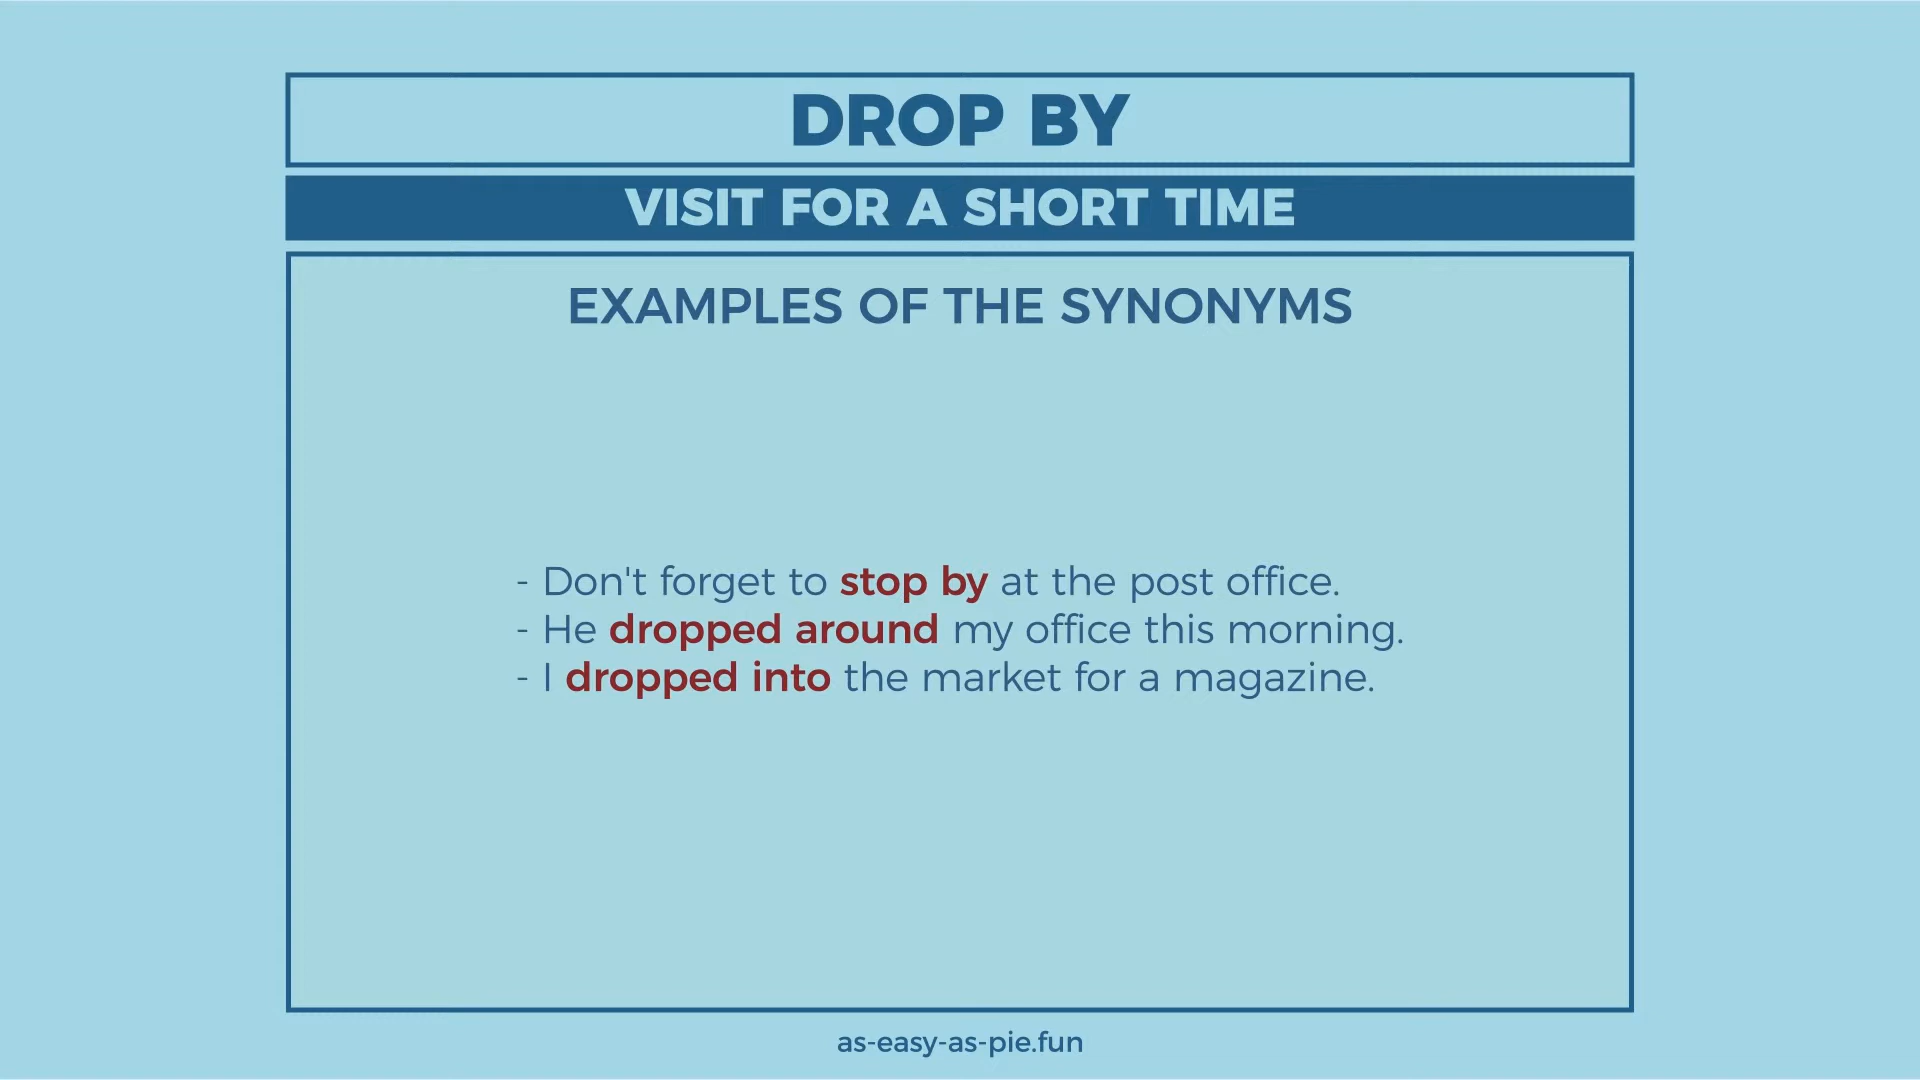 DROP BY
VISIT FOR A SHORT TIME
EXAMPLES OF THE SYNONYMS
- Don't forget to stop by at the post office.
- He dropped around my office this morning.
- I dropped into the market for a magazine.
as-easy-as-pie.fun